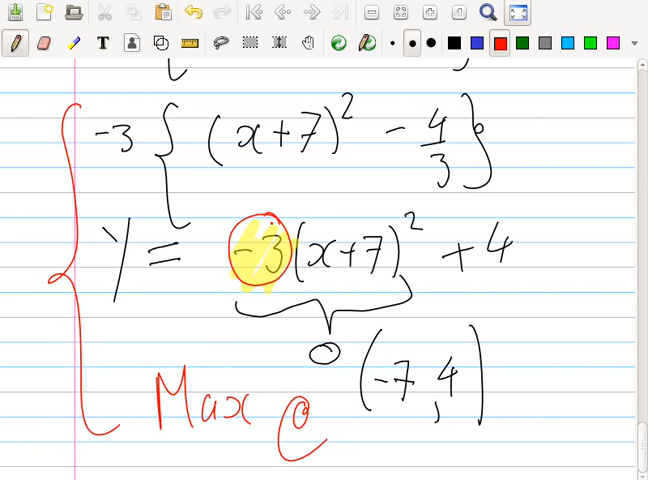 -3 { (x+7)² - 4/3 }
y = -3(x+7)² + 4
0 (-7, 4)
Max @